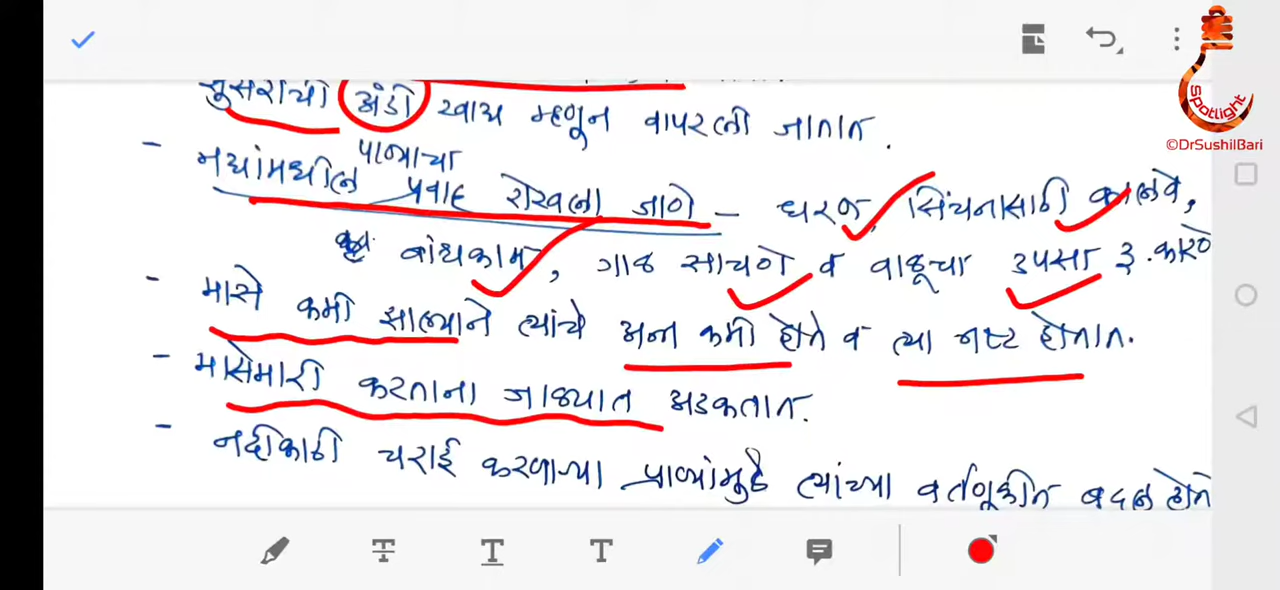 सुसरांची अंडी खाद्य म्हणून वापरली जातात.
- नद्यांमधील पाण्याचा प्रवाह रोखला जाणे - धरण, सिंचनासाठी कालवे,
बांधकाम, गाळ साचणे व वाळूचा उपसा इ. कारणे
- मासे कमी झाल्याने त्यांचे अन्न कमी होते व त्या नष्ट होतात.
- मासेमारी करताना जाळ्यात अडकतात.
- नदीकाठी चराई करणाऱ्या प्राण्यांमुळे त्यांच्या वर्तणूकीत बदल होते
Spotlight
©DrSushilBari
T
T
T